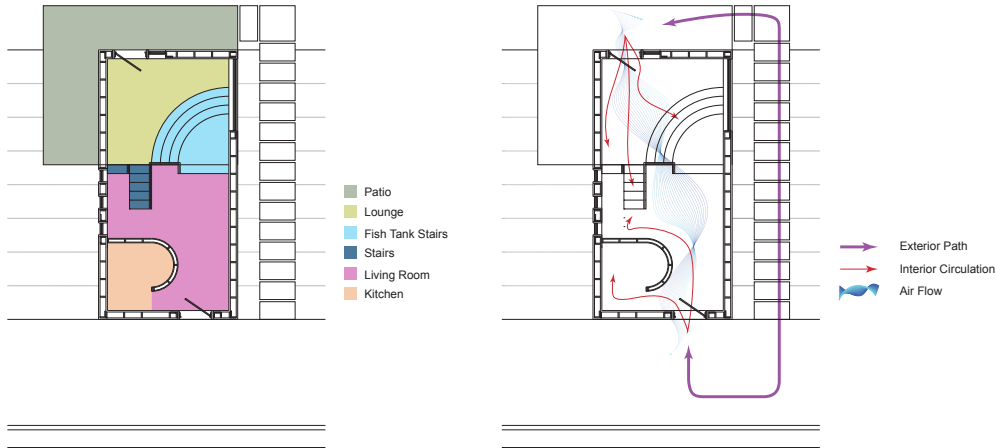 Patio
Lounge
Fish Tank Stairs
Stairs
Living Room
Kitchen
Exterior Path
Interior Circulation
Air Flow